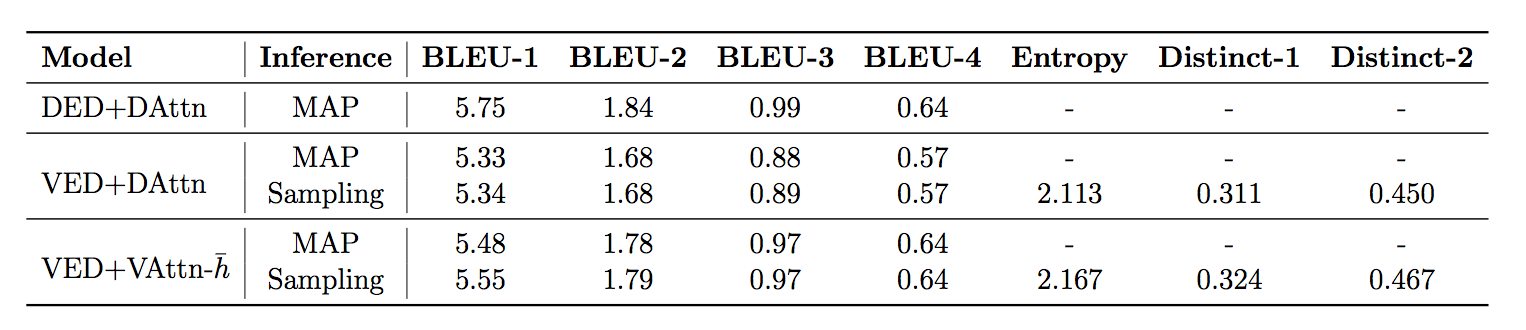 Model Inference BLEU-1 BLEU-2 BLEU-3 BLEU-4 Entropy Distinct-1 Distinct-2
DED+DAttn MAP 5.75 1.84 0.99 0.64 - - -
VED+DAttn MAP 5.33 1.68 0.88 0.57 - - -
Sampling 5.34 1.68 0.89 0.57 2.113 0.311 0.450
VED+VAttn-h̄ MAP 5.48 1.78 0.97 0.64 - - -
Sampling 5.55 1.79 0.97 0.64 2.167 0.324 0.467